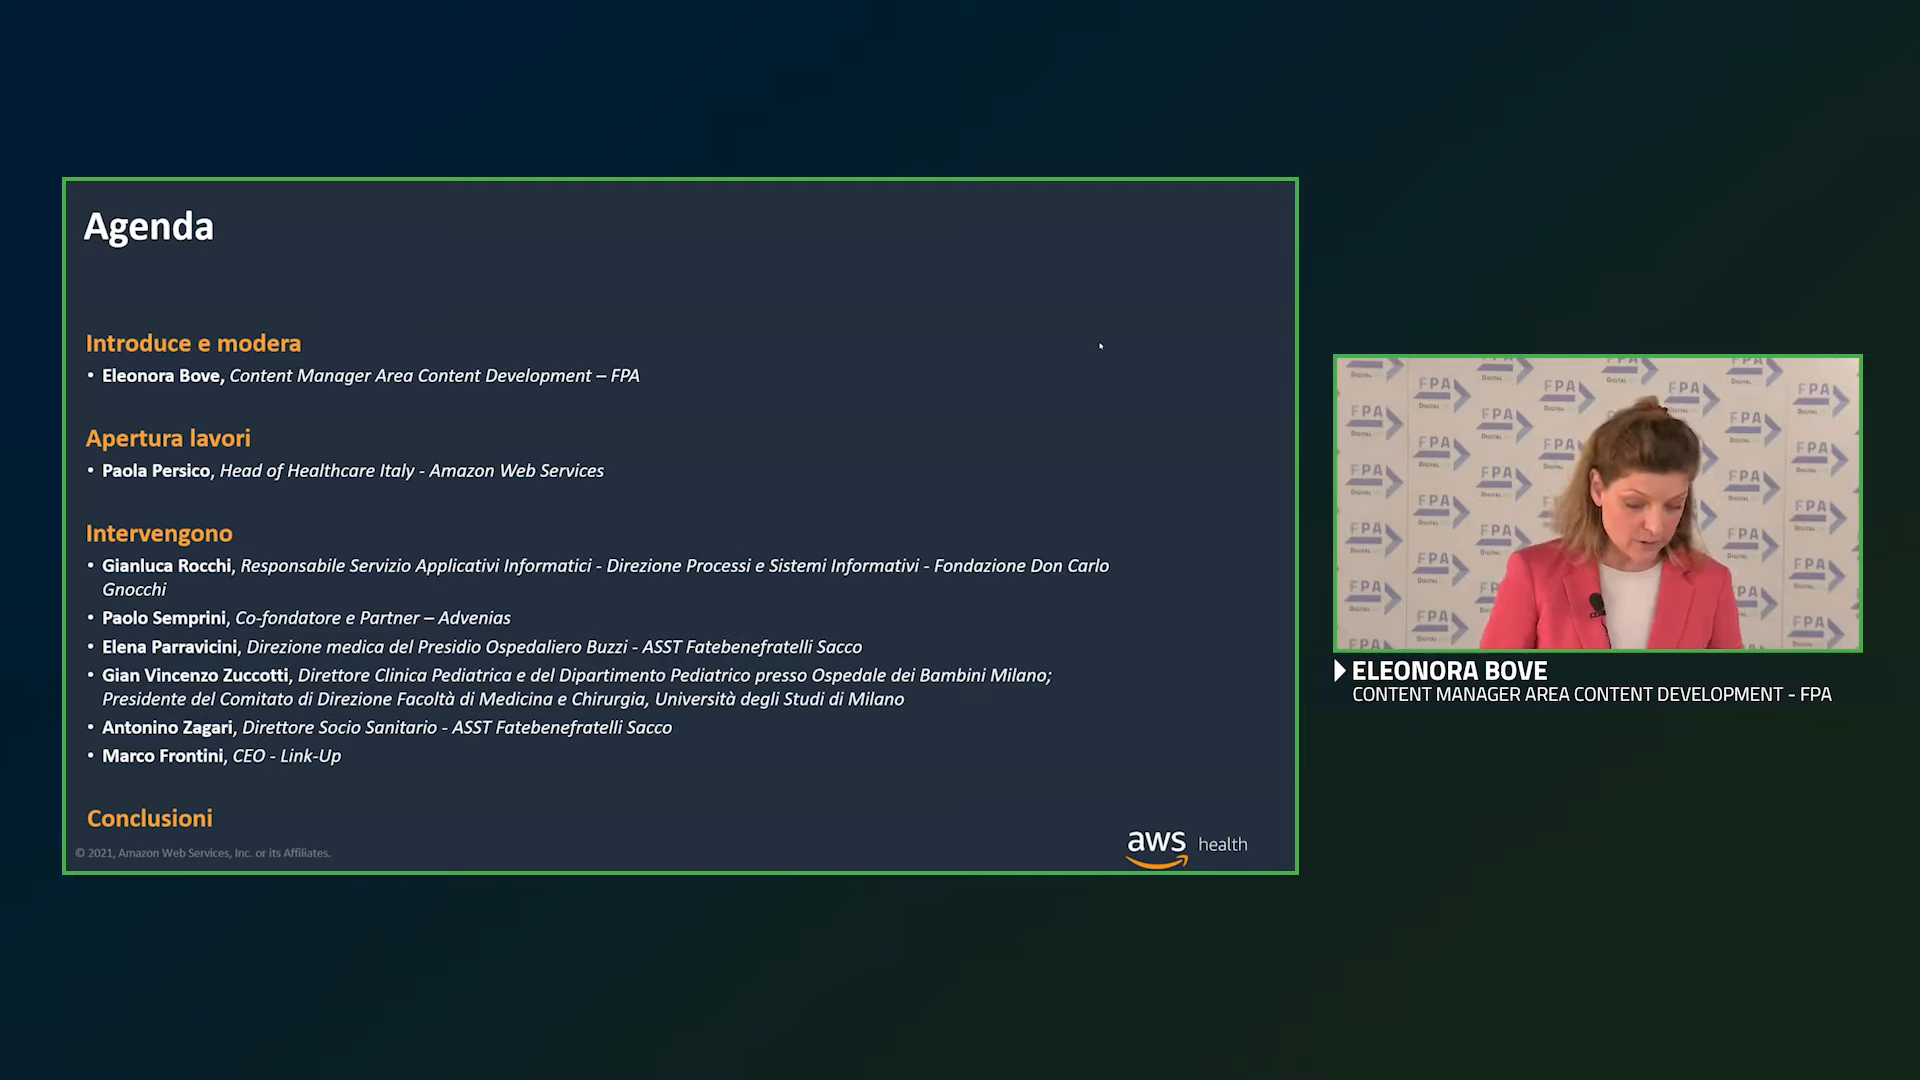 Agenda
Introduce e modera
• Eleonora Bove, Content Manager Area Content Development – FPA
Apertura lavori
• Paola Persico, Head of Healthcare Italy - Amazon Web Services
Intervengono
• Gianluca Rocchi, Responsabile Servizio Applicativi Informatici - Direzione Processi e Sistemi Informativi - Fondazione Don Carlo
Gnocchi
• Paolo Semprini, Co-fondatore e Partner – Advenias
• Elena Parravicini, Direzione medica del Presidio Ospedaliero Buzzi - ASST Fatebenefratelli Sacco
• Gian Vincenzo Zuccotti, Direttore Clinica Pediatrica e del Dipartimento Pediatrico presso Ospedale dei Bambini Milano;
Presidente del Comitato di Direzione Facoltà di Medicina e Chirurgia, Università degli Studi di Milano
• Antonino Zagari, Direttore Socio Sanitario - ASST Fatebenefratelli Sacco
• Marco Frontini, CEO - Link-Up
Conclusioni
© 2021, Amazon Web Services, Inc. or its Affiliates.
aws health
FPA
DIGITAL
ELEONORA BOVE
CONTENT MANAGER AREA CONTENT DEVELOPMENT - FPA